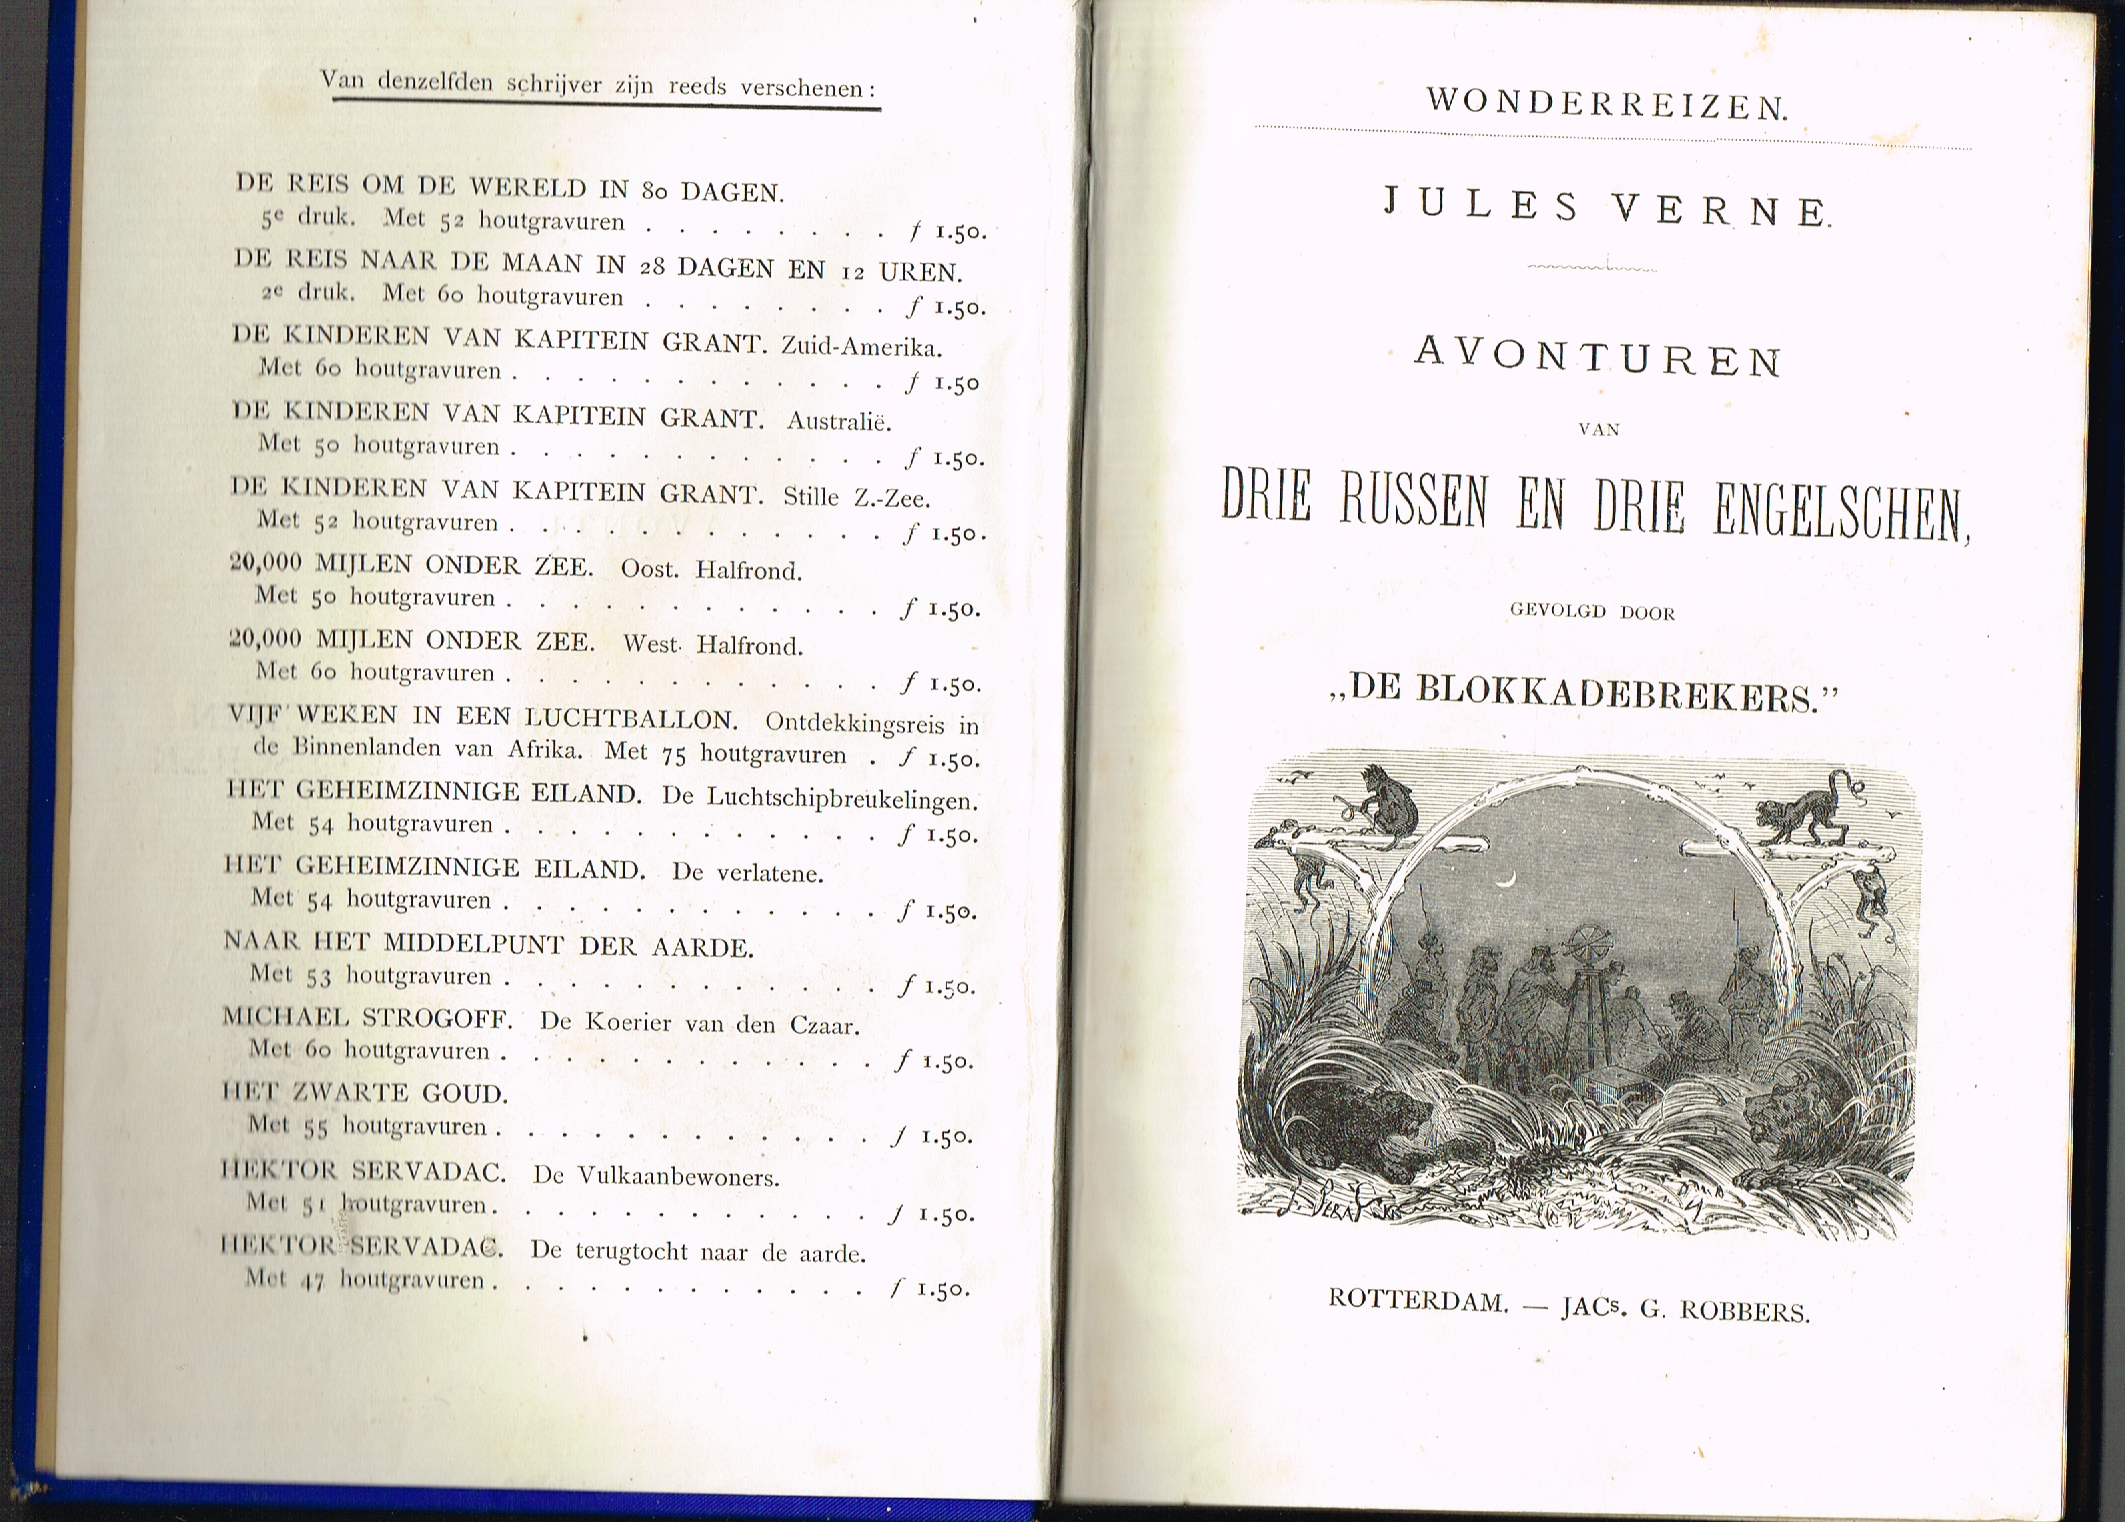 Van denzelfden schrijver zijn reeds verschenen:
DE REIS OM DE WERELD IN 80 DAGEN.
5e druk. Met 52 houtgravuren . . . . . . . . ƒ 1.50.
DE REIS NAAR DE MAAN IN 28 DAGEN EN 12 UREN.
2e druk. Met 60 houtgravuren . . . . . . . . ƒ 1.50.
DE KINDEREN VAN KAPITEIN GRANT. Zuid-Amerika.
Met 60 houtgravuren . . . . . . . . . . . . ƒ 1.50
DE KINDEREN VAN KAPITEIN GRANT. Australië.
Met 50 houtgravuren . . . . . . . . . . . . ƒ 1.50.
DE KINDEREN VAN KAPITEIN GRANT. Stille Z.-Zee.
Met 52 houtgravuren . . . . . . . . . . . . ƒ 1.50.
20,000 MIJLEN ONDER ZEE. Oost. Halfrond.
Met 50 houtgravuren . . . . . . . . . . . . ƒ 1.50.
20,000 MIJLEN ONDER ZEE. West. Halfrond.
Met 60 houtgravuren . . . . . . . . . . . . ƒ 1.50.
VIJF WEKEN IN EEN LUCHTBALLON. Ontdekkingsreis in
de Binnenlanden van Afrika. Met 75 houtgravuren . ƒ 1.50.
HET GEHEIMZINNIGE EILAND. De Luchtschipbreukelingen.
Met 54 houtgravuren . . . . . . . . . . . . ƒ 1.50.
HET GEHEIMZINNIGE EILAND. De verlatene.
Met 54 houtgravuren . . . . . . . . . . . . ƒ 1.50.
NAAR HET MIDDELPUNT DER AARDE.
Met 53 houtgravuren . . . . . . . . . . . . ƒ 1.50.
MICHAEL STROGOFF. De Koerier van den Czaar.
Met 60 houtgravuren . . . . . . . . . . . . ƒ 1.50.
HET ZWARTE GOUD.
Met 55 houtgravuren . . . . . . . . . . . . ƒ 1.50.
HEKTOR SERVADAC. De Vulkaanbewoners.
Met 51 houtgravuren . . . . . . . . . . . . ƒ 1.50.
HEKTOR SERVADAC. De terugtocht naar de aarde.
Met 47 houtgravuren . . . . . . . . . . . . ƒ 1.50.
WONDERREIZEN.
JULES VERNE.
AVONTUREN
VAN
DRIE RUSSEN EN DRIE ENGELSCHEN,
GEVOLGD DOOR
„DE BLOKKADEBREKERS.”
ROTTERDAM. — JACs. G. ROBBERS.